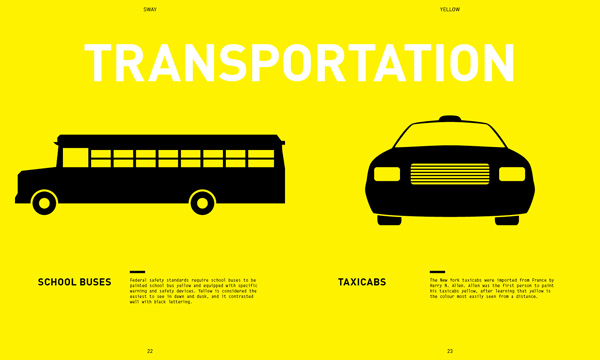 SWAY
YELLOW
TRANSPORTATION
SCHOOL BUSES
Federal safety standards require school buses to be
painted school bus yellow and equipped with specific
warning and safety devices. Yellow is considered the
easiest to see in dawn and dusk, and it contrasted
well with black lettering.
TAXICABS
The New York taxicabs were imported from France by
Harry N. Allen. Allen was the first person to paint
his taxicabs yellow, after learning that yellow is
the colour most easily seen from a distance.
22
23